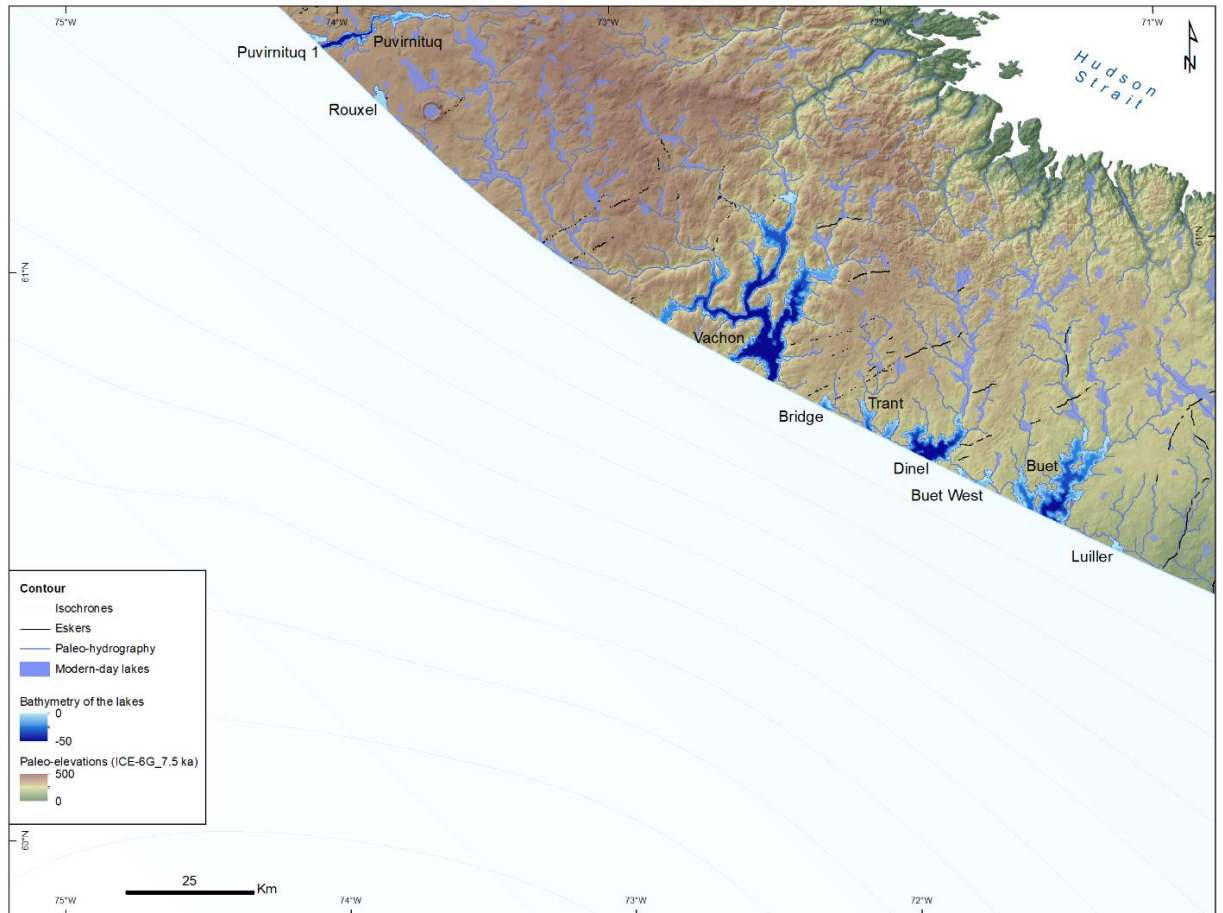 75°W
74°W
73°W
72°W
71°W
Puvirnituq 1
Puvirnituq
N
Hudson
Strait
Rouxel
61°N
61°N
Vachon
Bridge
Trant
Dinel
Buet
Buet West
Luiller
Contour
Isochrones
Eskers
Paleo-hydrography
Modern-day lakes
Bathymetry of the lakes
0
-50
Paleo-elevations (ICE-6G_7.5 ka)
500
0
60°N
25
Km
75°W
74°W
73°W
72°W